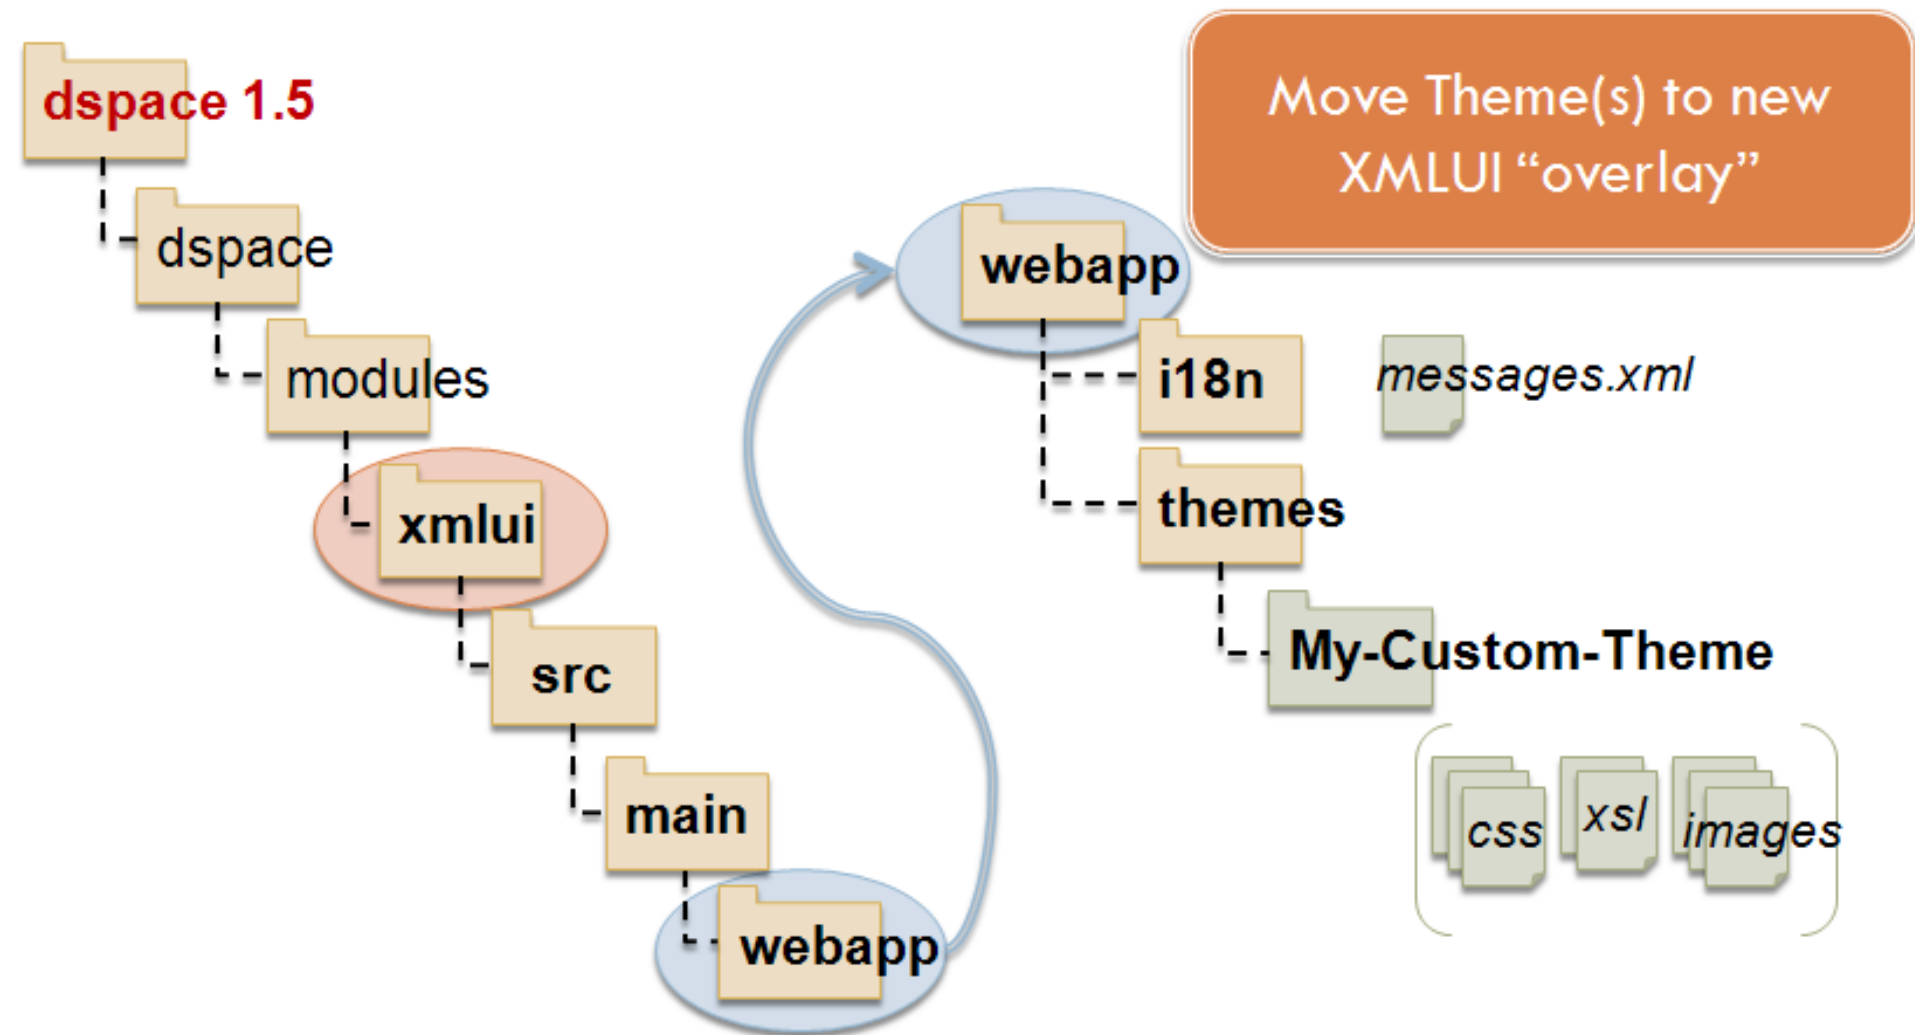 dspace 1.5
dspace
modules
xmlui
src
main
webapp
Move Theme(s) to new
XMLUI “overlay”
webapp
i18n
messages.xml
themes
My-Custom-Theme
css
xsl
images